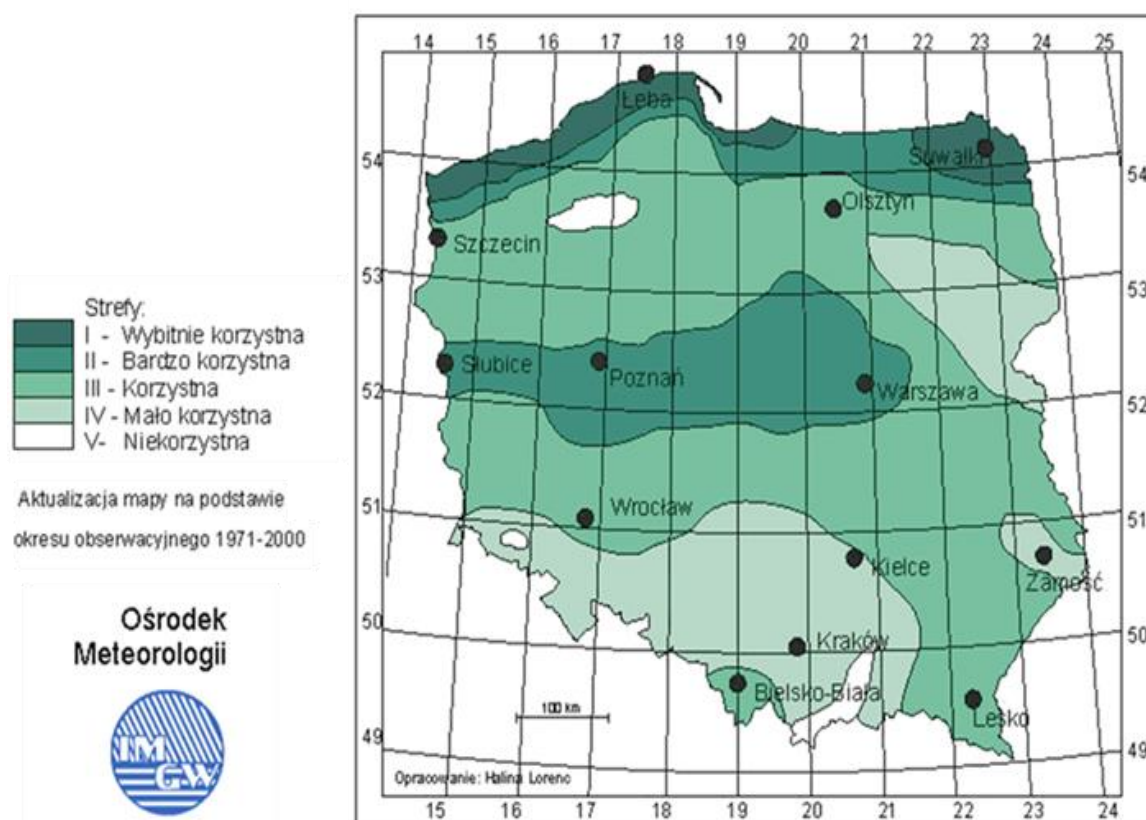 14 15 16 17 18 19 20 21 22 23 24 25
Łeba
54
Suwałki
54
Olsztyn
Szczecin
53
53
Strefy:
I - Wybitnie korzystna
II - Bardzo korzystna
III - Korzystna
IV - Mało korzystna
V- Niekorzystna
Słubice
Poznań
Warszawa
52
52
Aktualizacja mapy na podstawie
okresu obserwacyjnego 1971-2000
51
Wrocław
51
Kielce
Zamość
Ośrodek
Meteorologii
50
50
Kraków
Bielsko-Biała
Lesko
100 km
IM
GW
49
49
Opracowanie: Halina Lorenc
15 16 17 18 19 20 21 22 23 24